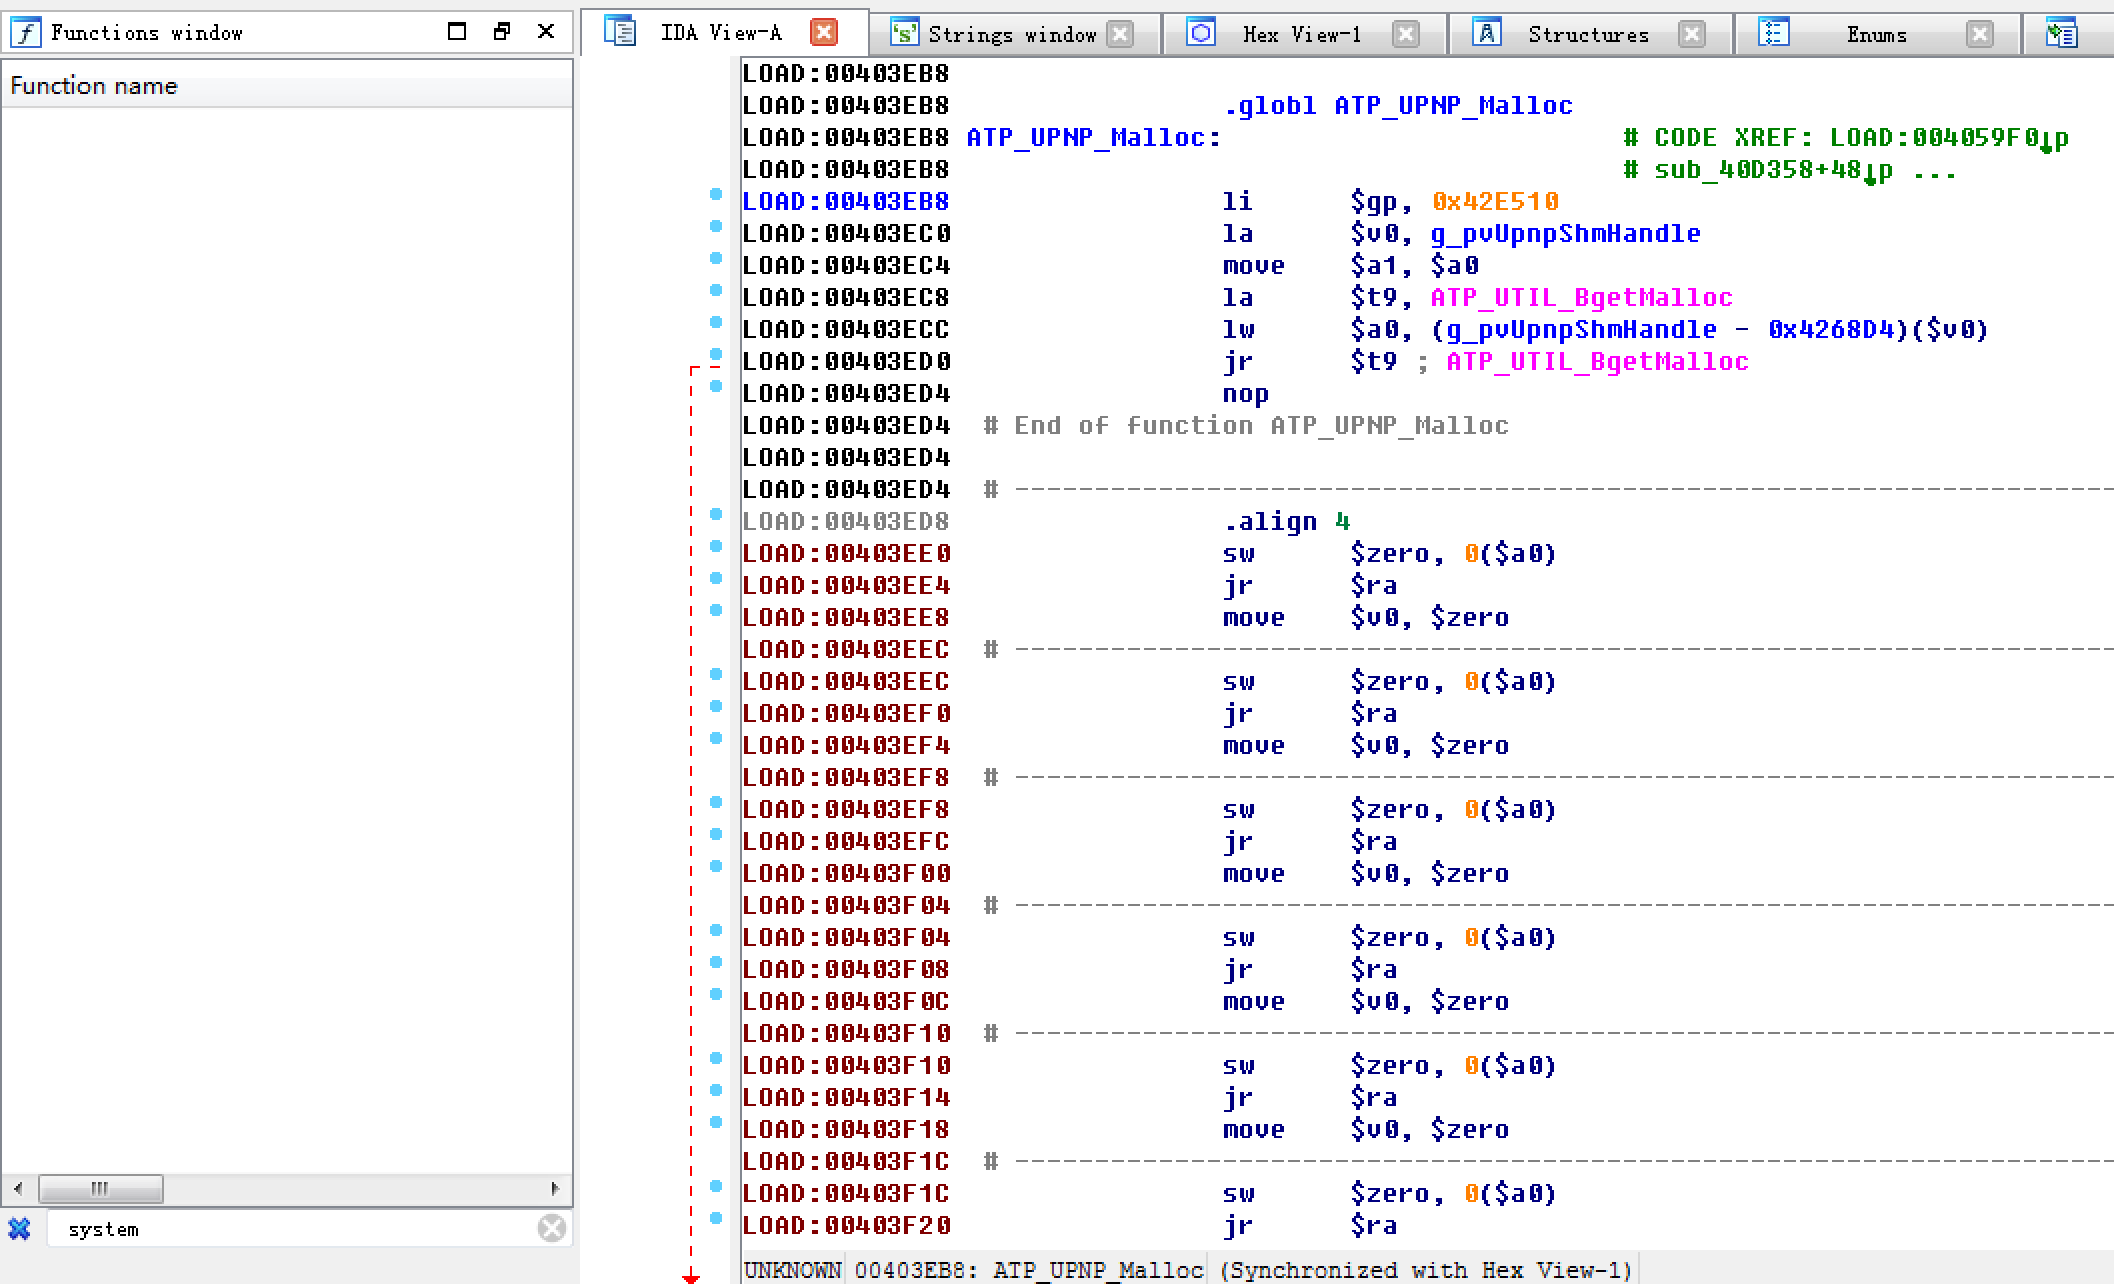 Functions window
IDA View-A
Strings window
Hex View-1
Structures
Enums
Function name
LOAD:00403EB8
LOAD:00403EB8 .globl ATP_UPNP_Malloc
LOAD:00403EB8 ATP_UPNP_Malloc: # CODE XREF: LOAD:004059F0↓p
LOAD:00403EB8 # sub_40D358+48↓p ...
LOAD:00403EB8 li $gp, 0x42E510
LOAD:00403EC0 la $v0, g_pvUpnpShmHandle
LOAD:00403EC4 move $a1, $a0
LOAD:00403EC8 la $t9, ATP_UTIL_BgetMalloc
LOAD:00403ECC lw $a0, (g_pvUpnpShmHandle - 0x4268D4)($v0)
LOAD:00403ED0 jr $t9 ; ATP_UTIL_BgetMalloc
LOAD:00403ED4 nop
LOAD:00403ED4 # End of function ATP_UPNP_Malloc
LOAD:00403ED4
LOAD:00403ED4 # ---------------------------------------------------------------------
LOAD:00403ED8 .align 4
LOAD:00403EE0 sw $zero, 0($a0)
LOAD:00403EE4 jr $ra
LOAD:00403EE8 move $v0, $zero
LOAD:00403EEC # ---------------------------------------------------------------------
LOAD:00403EEC sw $zero, 0($a0)
LOAD:00403EF0 jr $ra
LOAD:00403EF4 move $v0, $zero
LOAD:00403EF8 # ---------------------------------------------------------------------
LOAD:00403EF8 sw $zero, 0($a0)
LOAD:00403EFC jr $ra
LOAD:00403F00 move $v0, $zero
LOAD:00403F04 # ---------------------------------------------------------------------
LOAD:00403F04 sw $zero, 0($a0)
LOAD:00403F08 jr $ra
LOAD:00403F0C move $v0, $zero
LOAD:00403F10 # ---------------------------------------------------------------------
LOAD:00403F10 sw $zero, 0($a0)
LOAD:00403F14 jr $ra
LOAD:00403F18 move $v0, $zero
LOAD:00403F1C # ---------------------------------------------------------------------
LOAD:00403F1C sw $zero, 0($a0)
LOAD:00403F20 jr $ra
system
UNKNOWN 00403EB8: ATP_UPNP_Malloc (Synchronized with Hex View-1)